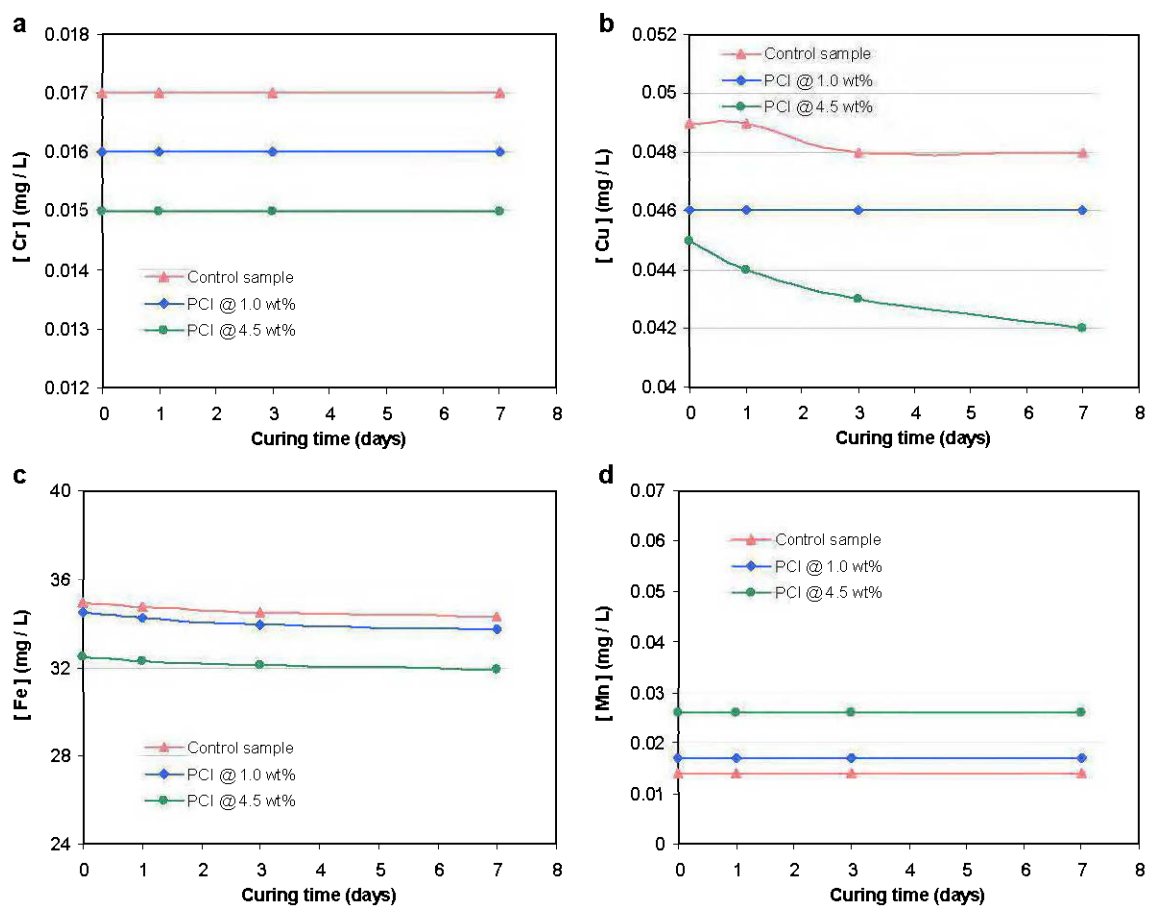 a
0.018
0.017
0.016
0.015
0.014
0.013
0.012
[ Cr ] (mg / L)
Control sample
PCI @ 1.0 wt%
PCI @ 4.5 wt%
0 1 2 3 4 5 6 7 8
Curing time (days)
b
0.052
0.05
0.048
0.046
0.044
0.042
0.04
[ Cu ] (mg / L)
Control sample
PCI @ 1.0 wt%
PCI @ 4.5 wt%
0 1 2 3 4 5 6 7 8
Curing time (days)
c
40
36
32
28
24
[ Fe ] (mg / L)
Control sample
PCI @ 1.0 wt%
PCI @ 4.5 wt%
0 1 2 3 4 5 6 7 8
Curing time (days)
d
0.07
0.06
0.05
0.04
0.03
0.02
0.01
0
[ Mn ] (mg / L)
Control sample
PCI @ 1.0 wt%
PCI @ 4.5 wt%
0 1 2 3 4 5 6 7 8
Curing time (days)